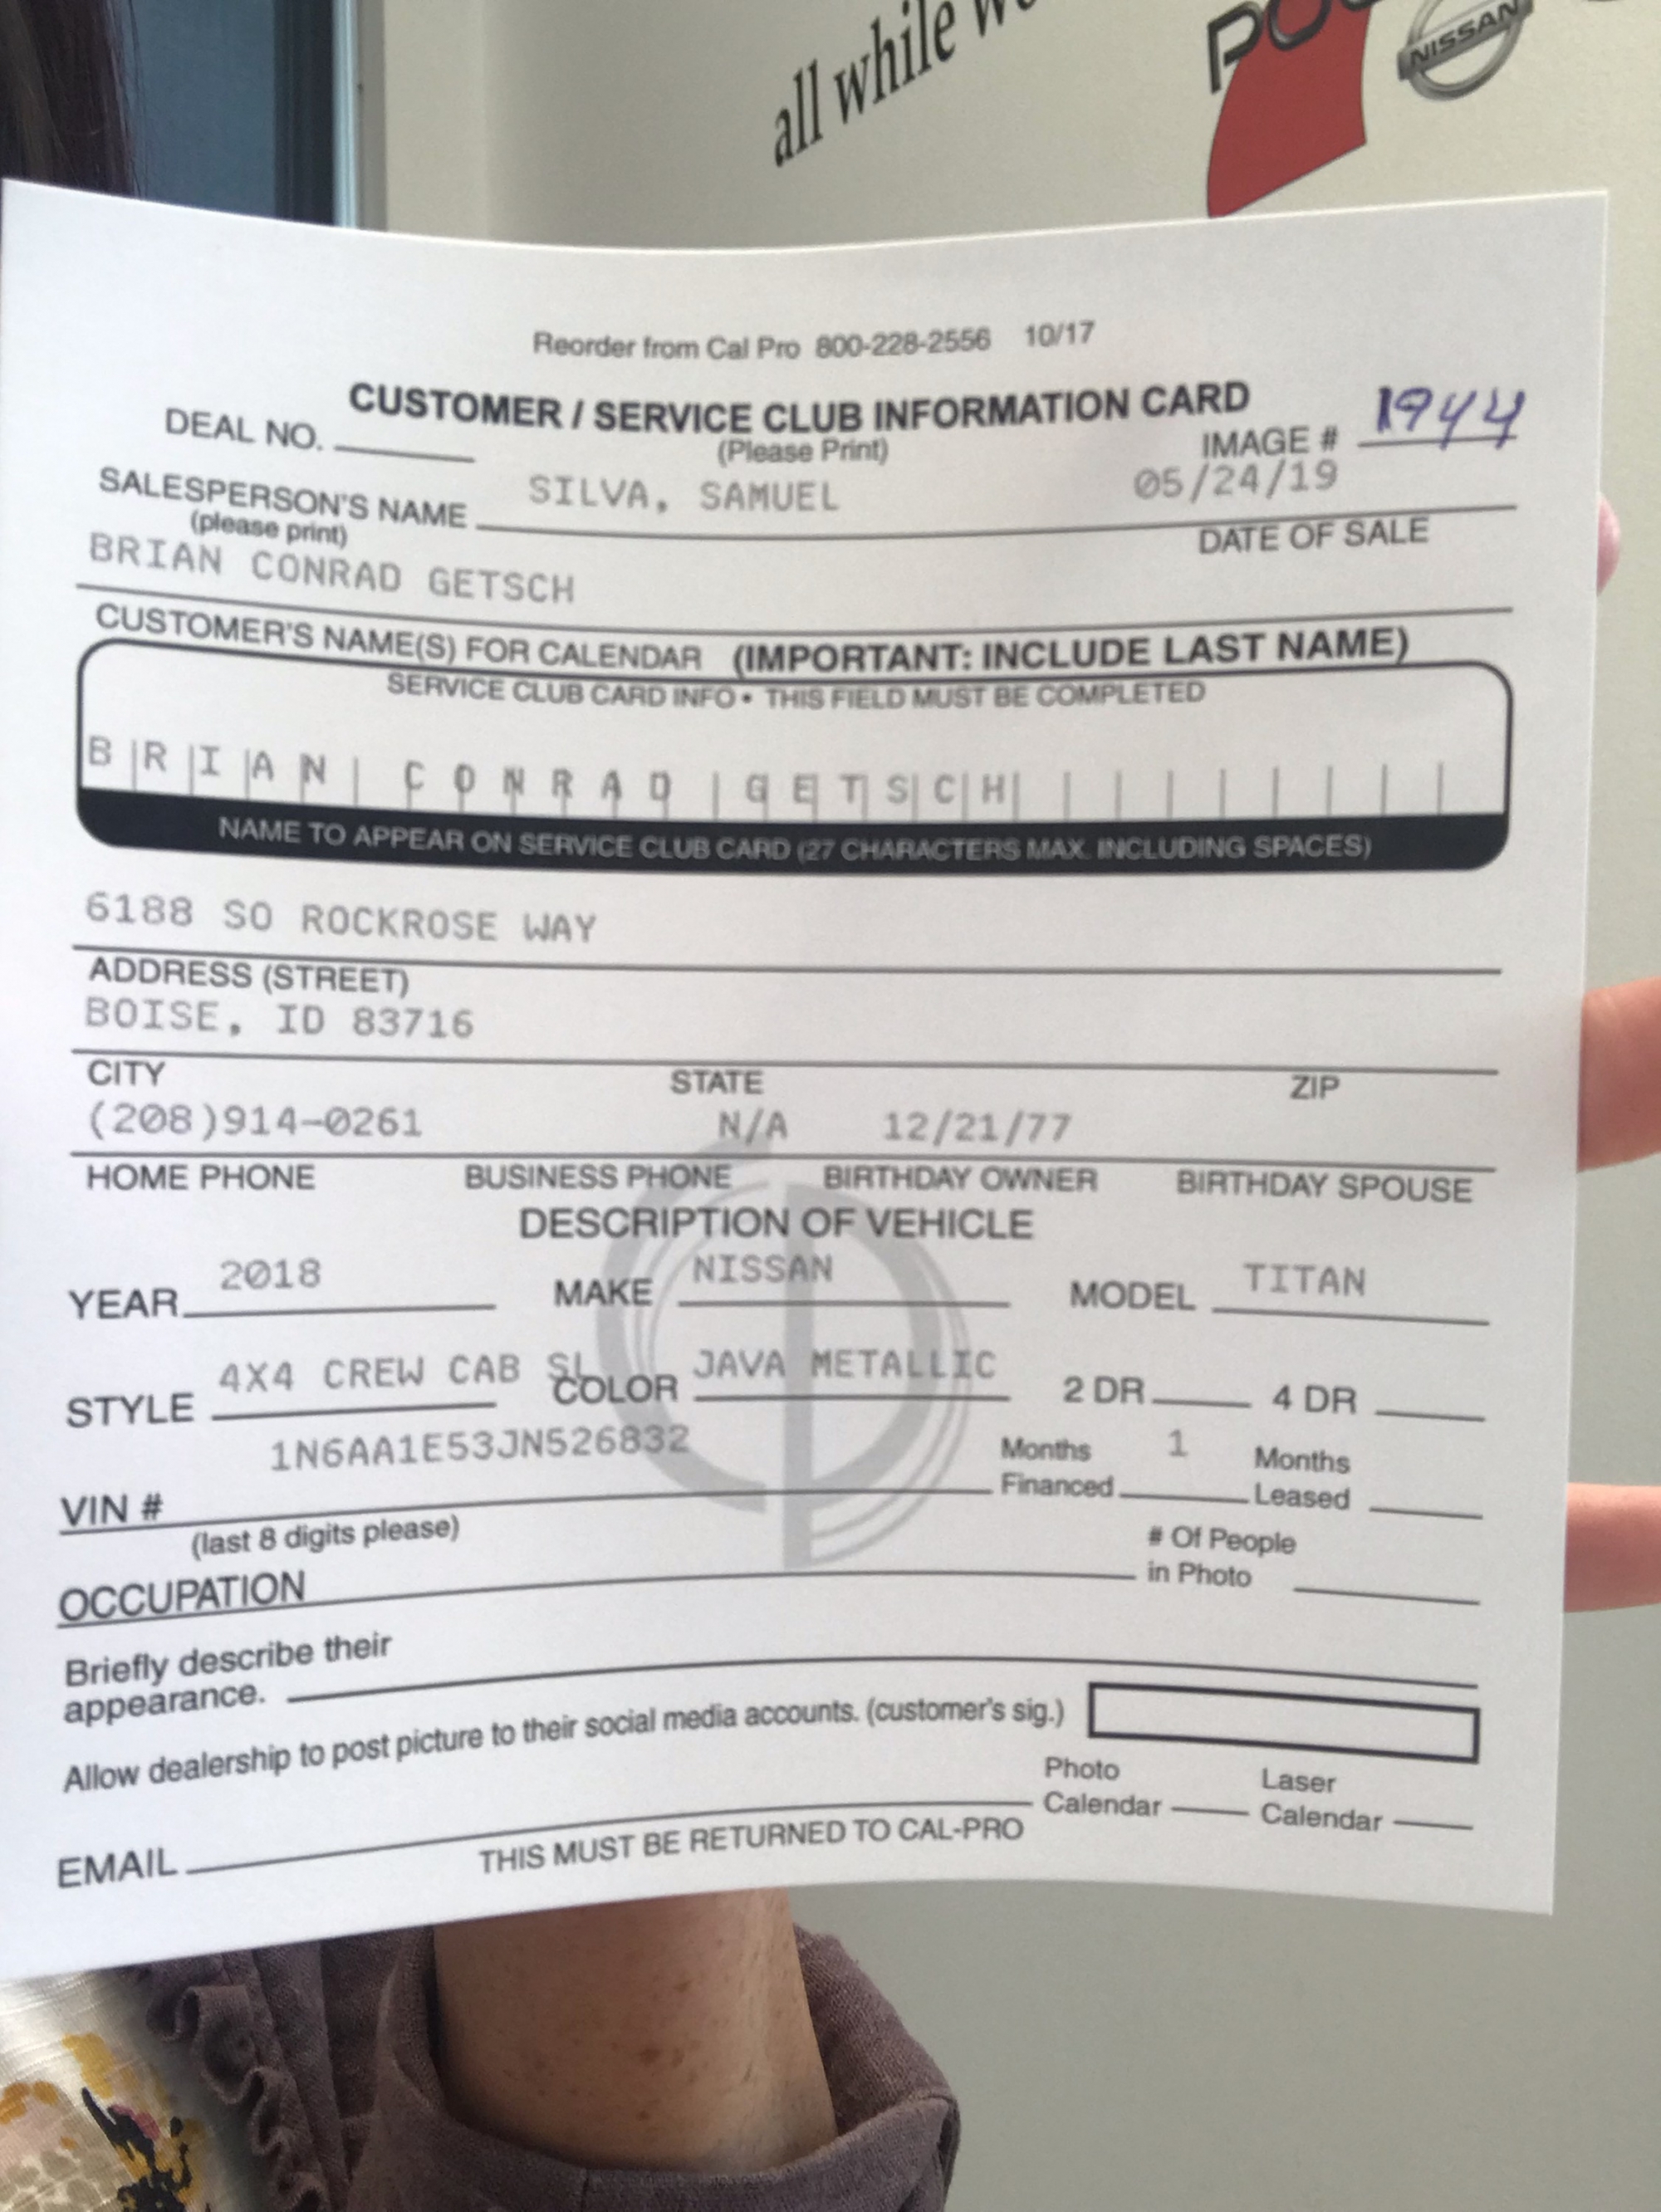 all while w
NISSAN
Reorder from Cal Pro 800-228-2556 10/17
CUSTOMER / SERVICE CLUB INFORMATION CARD
DEAL NO. (Please Print) IMAGE # 1944
SALESPERSON'S NAME SILVA, SAMUEL 05/24/19
(please print) DATE OF SALE
BRIAN CONRAD GETSCH
CUSTOMER'S NAME(S) FOR CALENDAR (IMPORTANT: INCLUDE LAST NAME)
SERVICE CLUB CARD INFO • THIS FIELD MUST BE COMPLETED
BRIAN CONRAD GETSCH
NAME TO APPEAR ON SERVICE CLUB CARD (27 CHARACTERS MAX. INCLUDING SPACES)
6188 SO ROCKROSE WAY
ADDRESS (STREET)
BOISE, ID 83716
CITY STATE ZIP
(208)914-0261 N/A 12/21/77
HOME PHONE BUSINESS PHONE BIRTHDAY OWNER BIRTHDAY SPOUSE
DESCRIPTION OF VEHICLE
YEAR 2018 MAKE NISSAN MODEL TITAN
STYLE 4X4 CREW CAB SL COLOR JAVA METALLIC 2 DR 4 DR
VIN # 1N6AA1E53JN526832 Months Financed 1 Months Leased
(last 8 digits please)
OCCUPATION # Of People in Photo
Briefly describe their
appearance.
Allow dealership to post picture to their social media accounts. (customer's sig.)
Photo Calendar Laser Calendar
EMAIL
THIS MUST BE RETURNED TO CAL-PRO